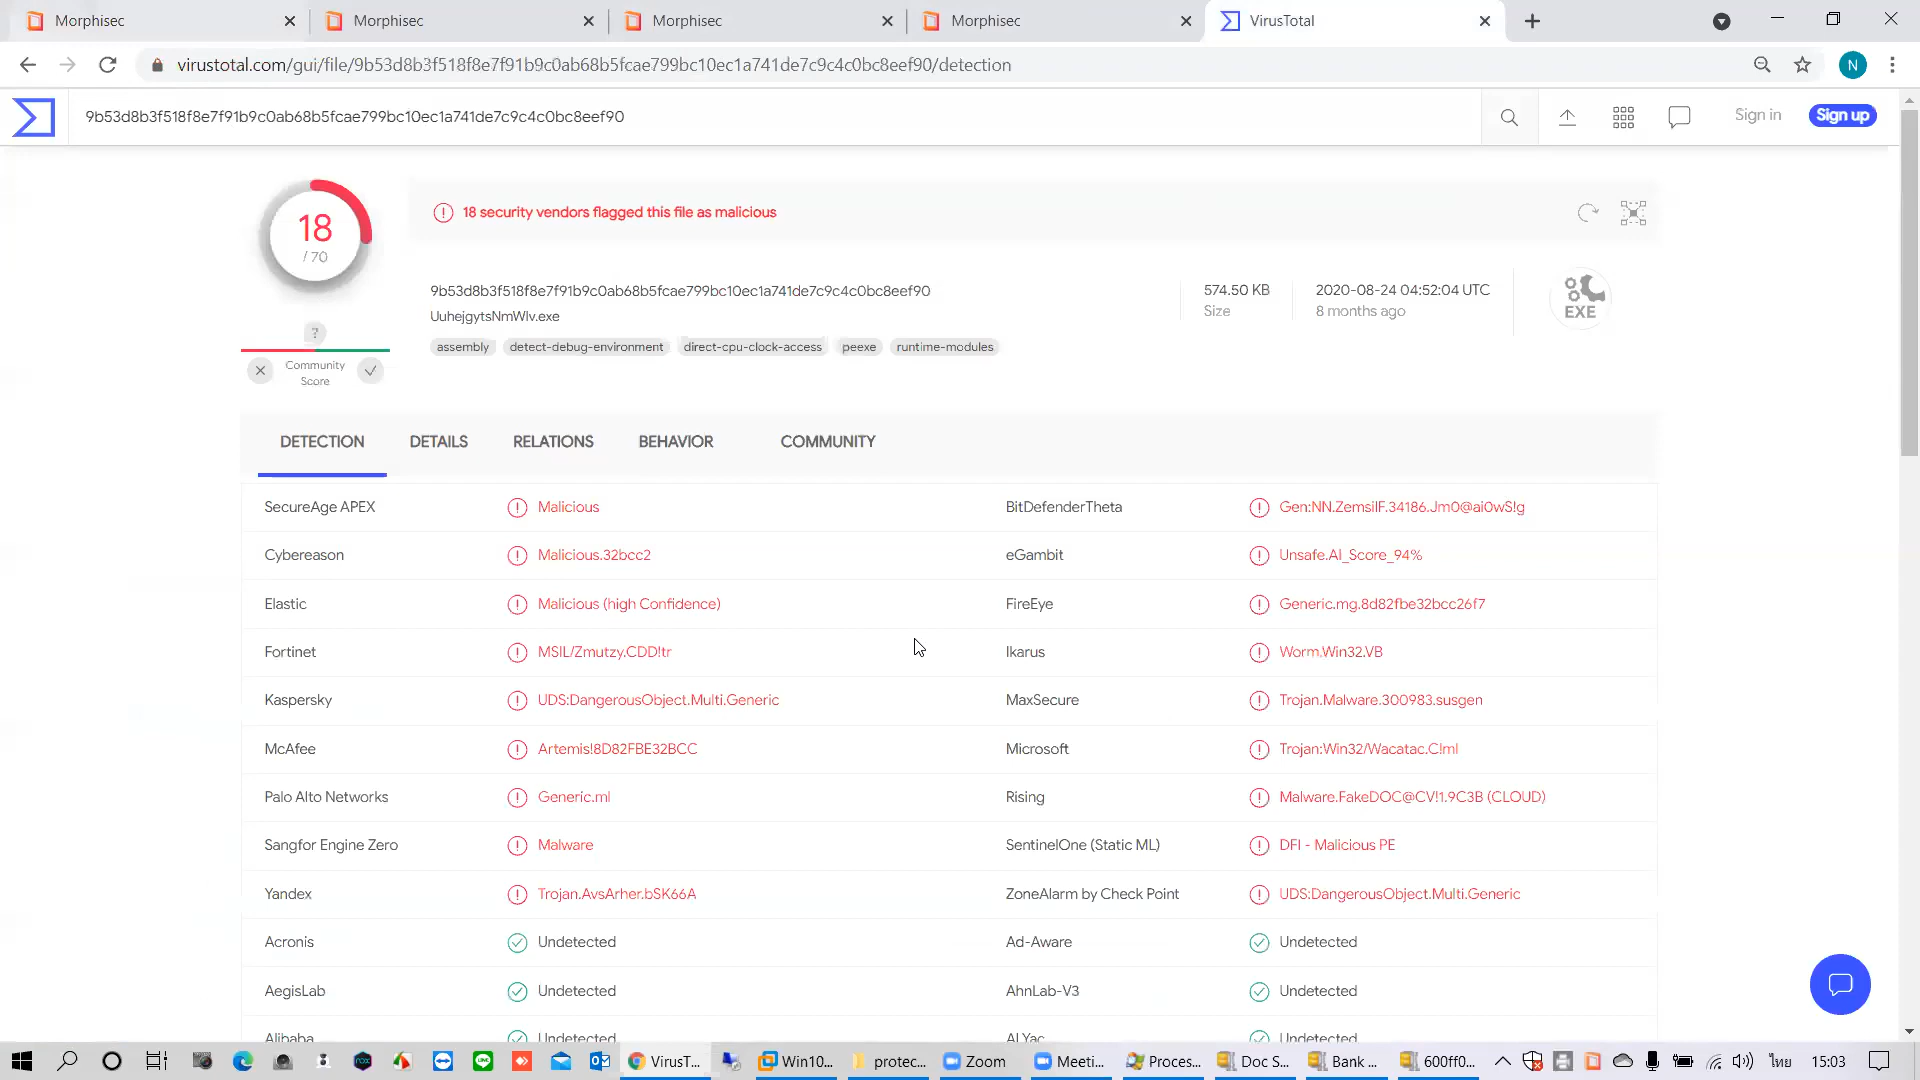 Morphisec
Morphisec
Morphisec
Morphisec
VirusTotal
virustotal.com/gui/file/9b53d8b3f518f8e7f91b9c0ab68b5fcae799bc10ec1a741de7c9c4c0bc8eef90/detection
N
9b53d8b3f518f8e7f91b9c0ab68b5fcae799bc10ec1a741de7c9c4c0bc8eef90
Sign in
Sign up
18
/ 70
18 security vendors flagged this file as malicious
9b53d8b3f518f8e7f91b9c0ab68b5fcae799bc10ec1a741de7c9c4c0bc8eef90
UuhejgytsNmWlv.exe
574.50 KB
Size
2020-08-24 04:52:04 UTC
8 months ago
EXE
assembly
detect-debug-environment
direct-cpu-clock-access
peexe
runtime-modules
?
Community
Score
DETECTION
DETAILS
RELATIONS
BEHAVIOR
COMMUNITY
SecureAge APEX
Malicious
BitDefenderTheta
Gen:NN.ZemsilF.34186.Jm0@ai0wS!g
Cybereason
Malicious.32bcc2
eGambit
Unsafe.AI_Score_94%
Elastic
Malicious (high Confidence)
FireEye
Generic.mg.8d82fbe32bcc26f7
Fortinet
MSIL/Zmutzy.CDD!tr
Ikarus
Worm.Win32.VB
Kaspersky
UDS:DangerousObject.Multi.Generic
MaxSecure
Trojan.Malware.300983.susgen
McAfee
Artemis!8D82FBE32BCC
Microsoft
Trojan:Win32/Wacatac.C!ml
Palo Alto Networks
Generic.ml
Rising
Malware.FakeDOC@CV!1.9C3B (CLOUD)
Sangfor Engine Zero
Malware
SentinelOne (Static ML)
DFI - Malicious PE
Yandex
Trojan.AvsArher.bSK66A
ZoneAlarm by Check Point
UDS:DangerousObject.Multi.Generic
Acronis
Undetected
Ad-Aware
Undetected
AegisLab
Undetected
AhnLab-V3
Undetected
Alibaba
Undetected
ALYac
Undetected
VirusT...
Win10...
protec...
Zoom
Meeti...
Proces...
Doc S...
Bank ...
600ff0...
ไทย
15:03